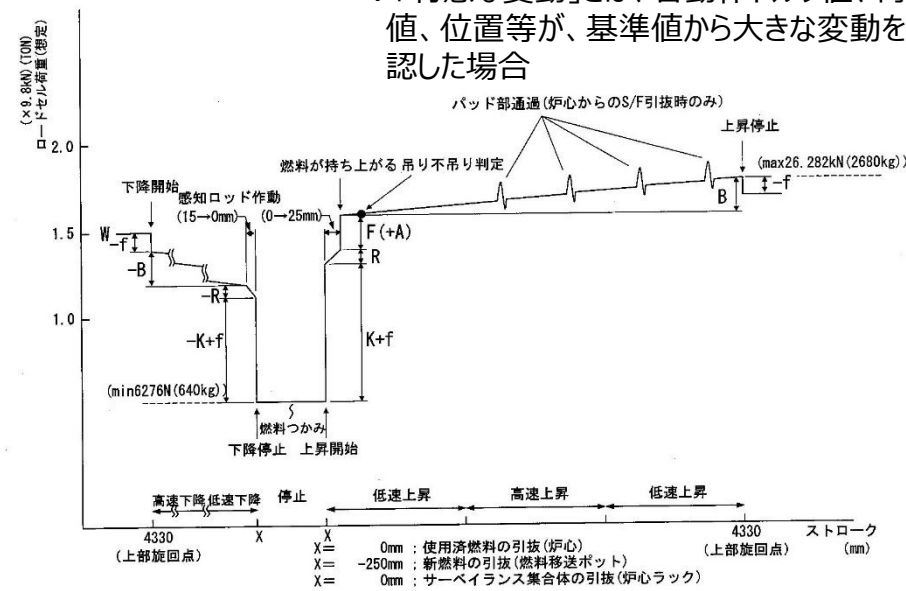 値、位置等が、基準値から大きな変動を
認した場合
ロードセル荷重(想定)
(×9.8kN)(TON)
パッド部通過(炉心からのS/F引抜時のみ)
上昇停止
2.0
燃料が持ち上がる 吊り不吊り判定
(max26.282kN(2680kg))
下降開始
感知ロッド作動
(15→0mm) (0→25mm)
-f
B
1.5
W
-f
F(+A)
-B
R
-R
1.0
-K+f
K+f
(min6276N(640kg))
燃料つかみ
下降停止 上昇開始
高速下降 低速下降 停止 低速上昇 高速上昇 低速上昇
4330 X X 4330 ストローク
(上部旋回点) (上部旋回点) (mm)
X= 0mm ; 使用済燃料の引抜(炉心)
X= -250mm ; 新燃料の引抜(燃料移送ポット)
X= 0mm ; サーベイランス集合体の引抜(炉心ラック)